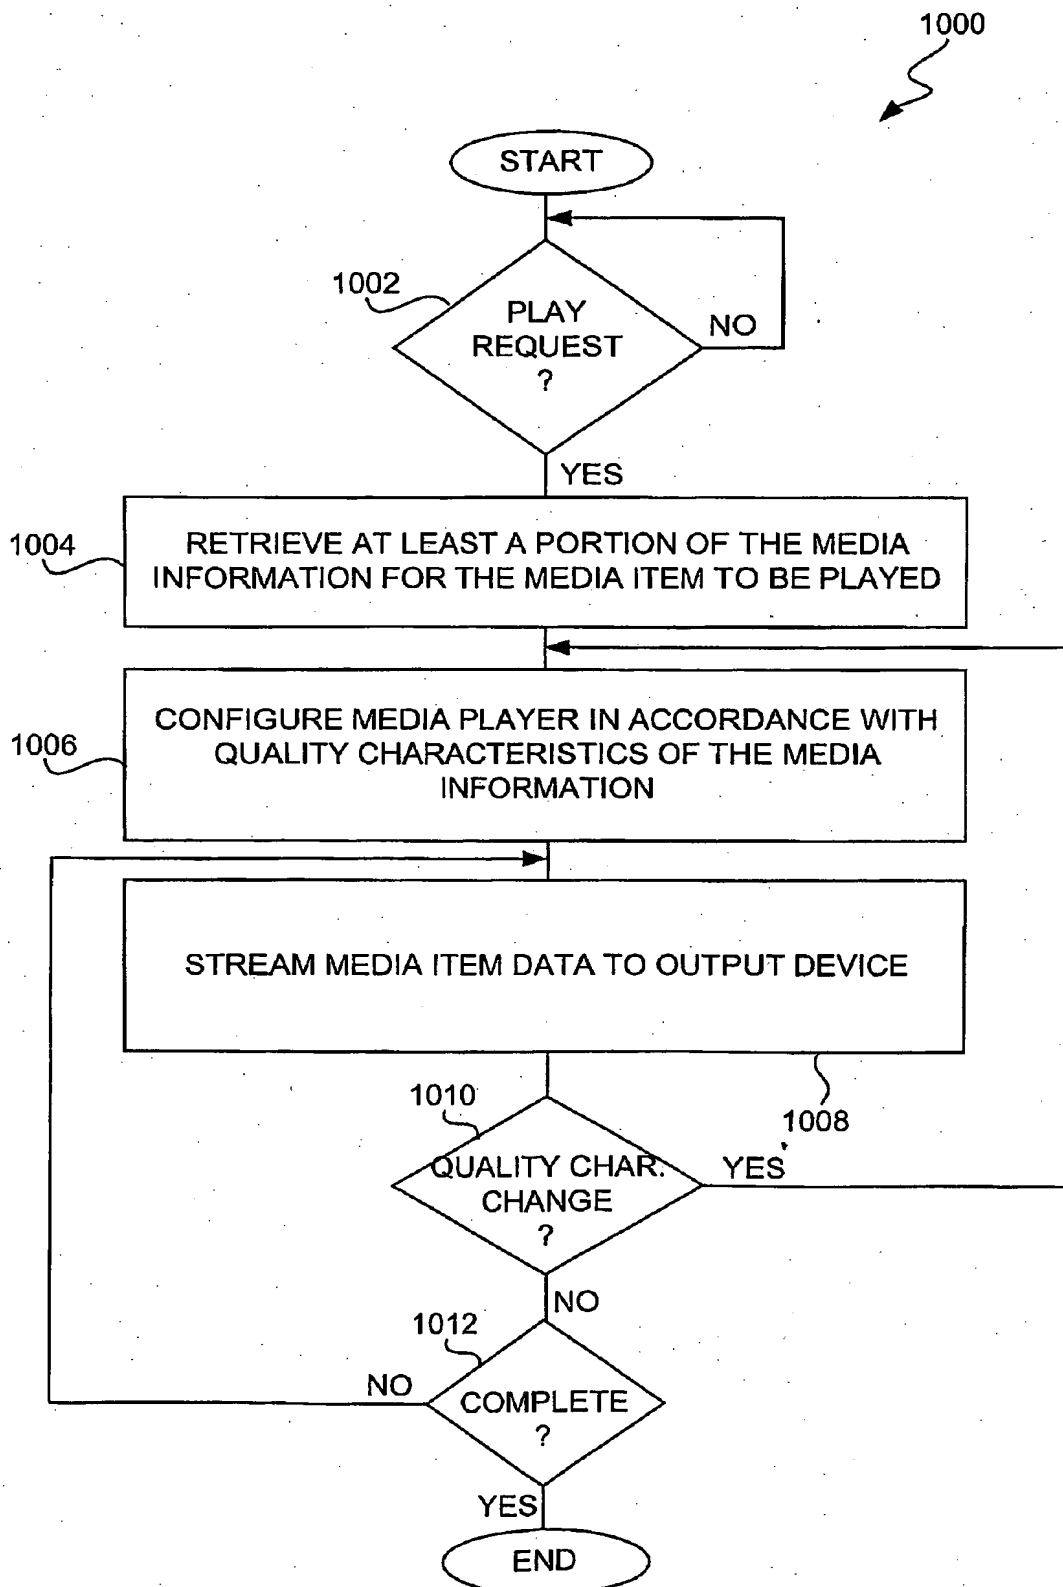 1000
START
1002
PLAY
REQUEST
?
NO
YES
1004
RETRIEVE AT LEAST A PORTION OF THE MEDIA
INFORMATION FOR THE MEDIA ITEM TO BE PLAYED
1006
CONFIGURE MEDIA PLAYER IN ACCORDANCE WITH
QUALITY CHARACTERISTICS OF THE MEDIA
INFORMATION
STREAM MEDIA ITEM DATA TO OUTPUT DEVICE
1008
1010
QUALITY CHAR.
CHANGE
?
YES
NO
1012
COMPLETE
?
NO
YES
END